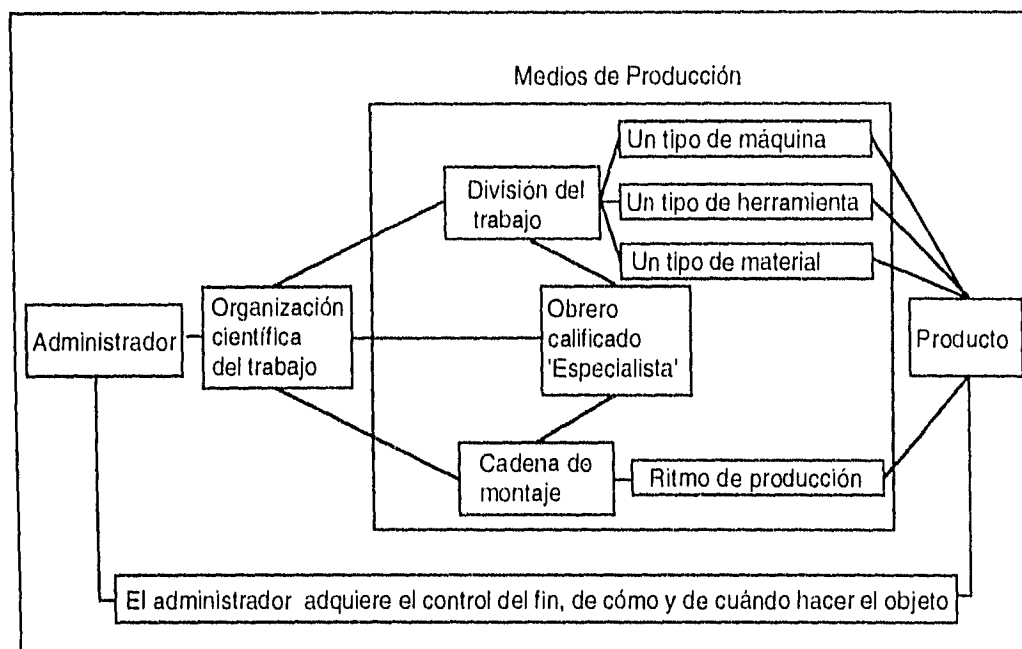 Medios de Producción
Un tipo de máquina
División del
trabajo
Un tipo de herramienta
Un tipo de material
Organización
científica
del trabajo
Administrador
Obrero
calificado
'Especialista'
Producto
Cadena de
montaje
Ritmo de producción
El administrador adquiere el control del fin, de cómo y de cuándo hacer el objeto